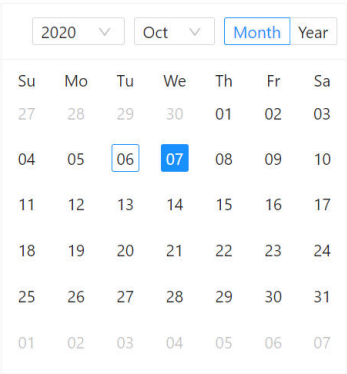 2020 Oct Month Year
Su Mo Tu We Th Fr Sa
27 28 29 30 01 02 03
04 05 06 07 08 09 10
11 12 13 14 15 16 17
18 19 20 21 22 23 24
25 26 27 28 29 30 31
01 02 03 04 05 06 07